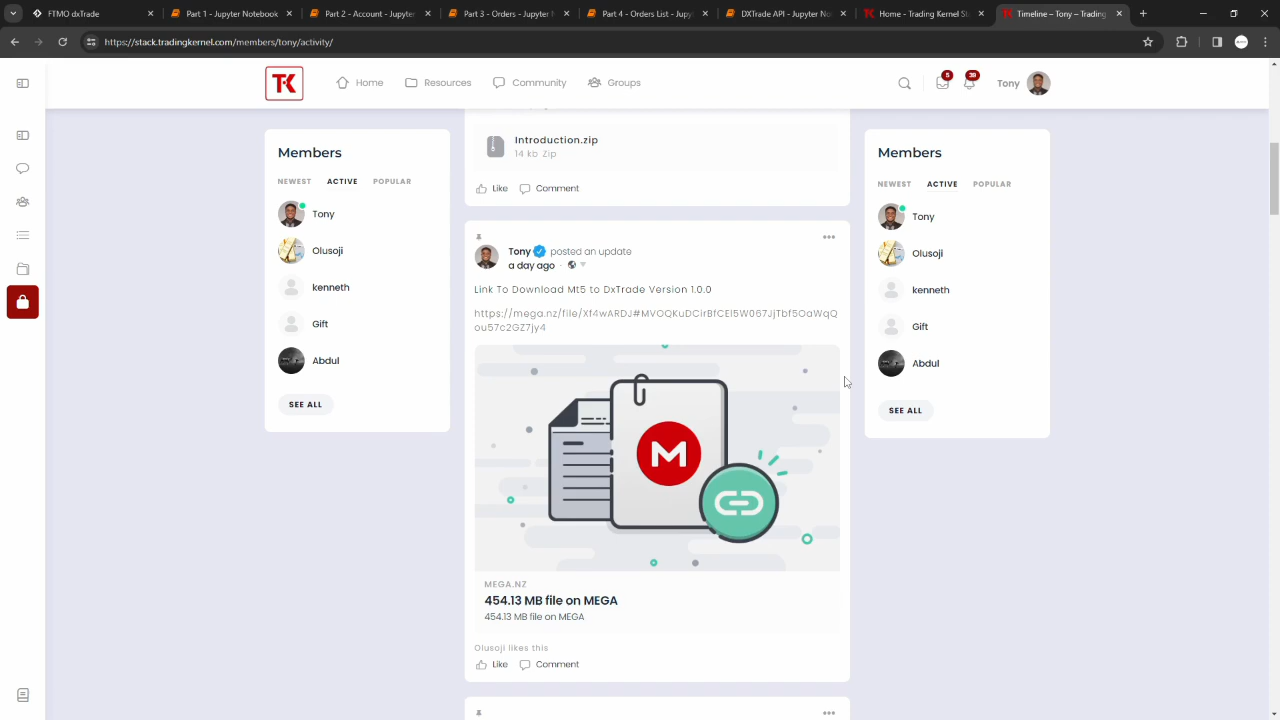 FTMO dxTrade
Part 1 - Jupyter Notebook
Part 2 - Account - Jupyter
Part 3 - Orders - Jupyter
Part 4 - Orders List - Jupy
DXTrade API - Jupyter No
Home - Trading Kernel St
Timeline – Tony – Trading
https://stack.tradingkernel.com/members/tony/activity/
TK
Home
Resources
Community
Groups
5
39
Tony
Members
NEWEST
ACTIVE
POPULAR
Tony
Olusoji
kenneth
Gift
Abdul
SEE ALL
Introduction.zip
14 kb Zip
Like
Comment
Tony posted an update
a day ago
Link To Download Mt5 to DxTrade Version 1.0.0
https://mega.nz/file/Xf4wARDJ#MVOQKuDCirBfCEl5W067JjTbf5OaWqQ
ou57c2GZ7jy4
M
MEGA.NZ
454.13 MB file on MEGA
454.13 MB file on MEGA
Olusoji likes this
Like
Comment
Members
NEWEST
ACTIVE
POPULAR
Tony
Olusoji
kenneth
Gift
Abdul
SEE ALL